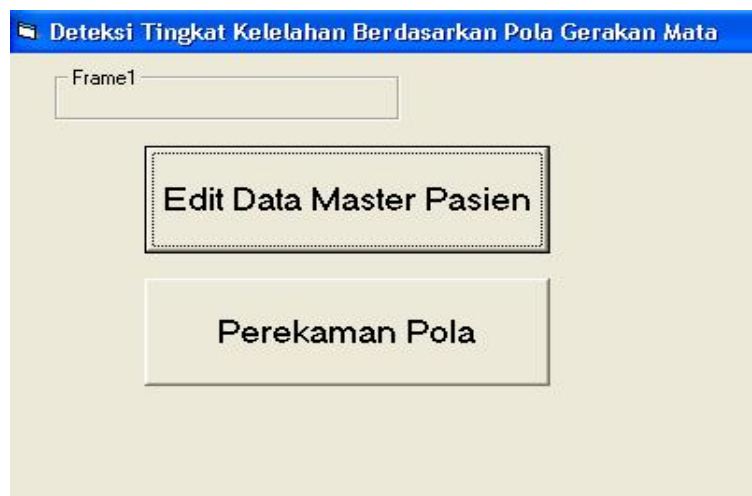 Deteksi Tingkat Kelelahan Berdasarkan Pola Gerakan Mata
Frame1
Edit Data Master Pasien
Perekaman Pola